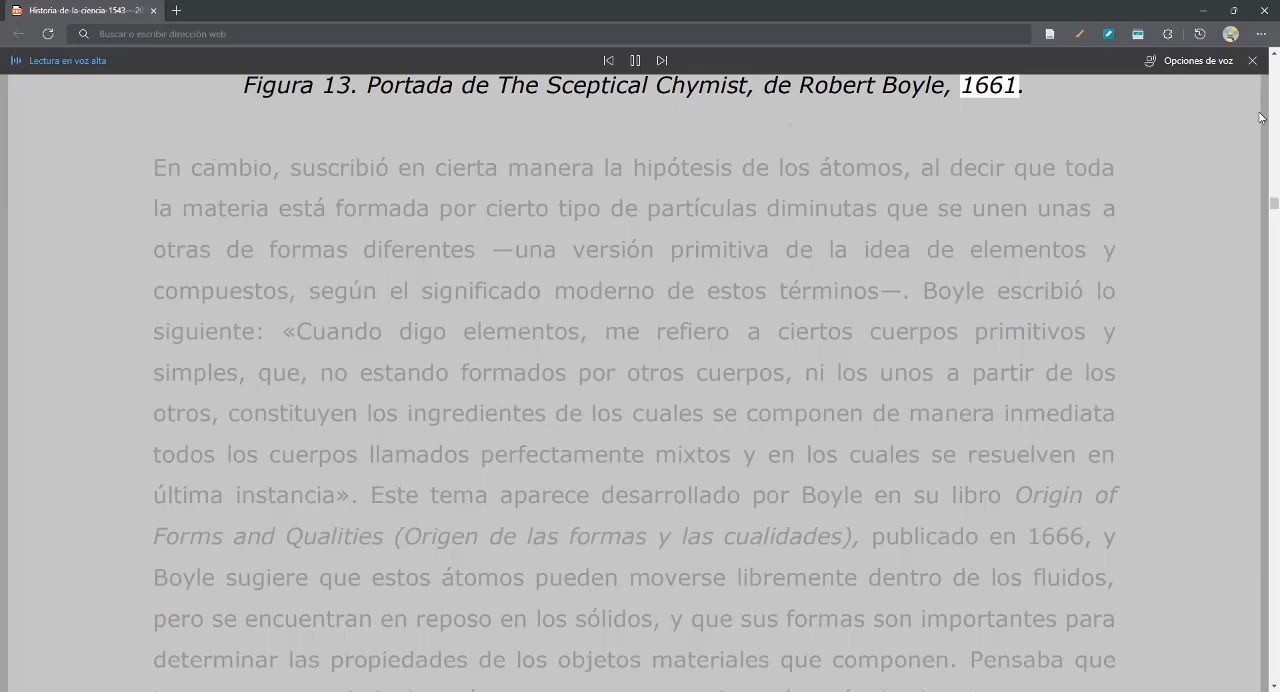 Historia-de-la-ciencia-1543---20
Buscar o escribir dirección web
Lectura en voz alta
Opciones de voz
Figura 13. Portada de The Sceptical Chymist, de Robert Boyle, 1661.
En cambio, suscribió en cierta manera la hipótesis de los átomos, al decir que toda
la materia está formada por cierto tipo de partículas diminutas que se unen unas a
otras de formas diferentes —una versión primitiva de la idea de elementos y
compuestos, según el significado moderno de estos términos—. Boyle escribió lo
siguiente: «Cuando digo elementos, me refiero a ciertos cuerpos primitivos y
simples, que, no estando formados por otros cuerpos, ni los unos a partir de los
otros, constituyen los ingredientes de los cuales se componen de manera inmediata
todos los cuerpos llamados perfectamente mixtos y en los cuales se resuelven en
última instancia». Este tema aparece desarrollado por Boyle en su libro Origin of
Forms and Qualities (Origen de las formas y las cualidades), publicado en 1666, y
Boyle sugiere que estos átomos pueden moverse libremente dentro de los fluidos,
pero se encuentran en reposo en los sólidos, y que sus formas son importantes para
determinar las propiedades de los objetos materiales que componen. Pensaba que